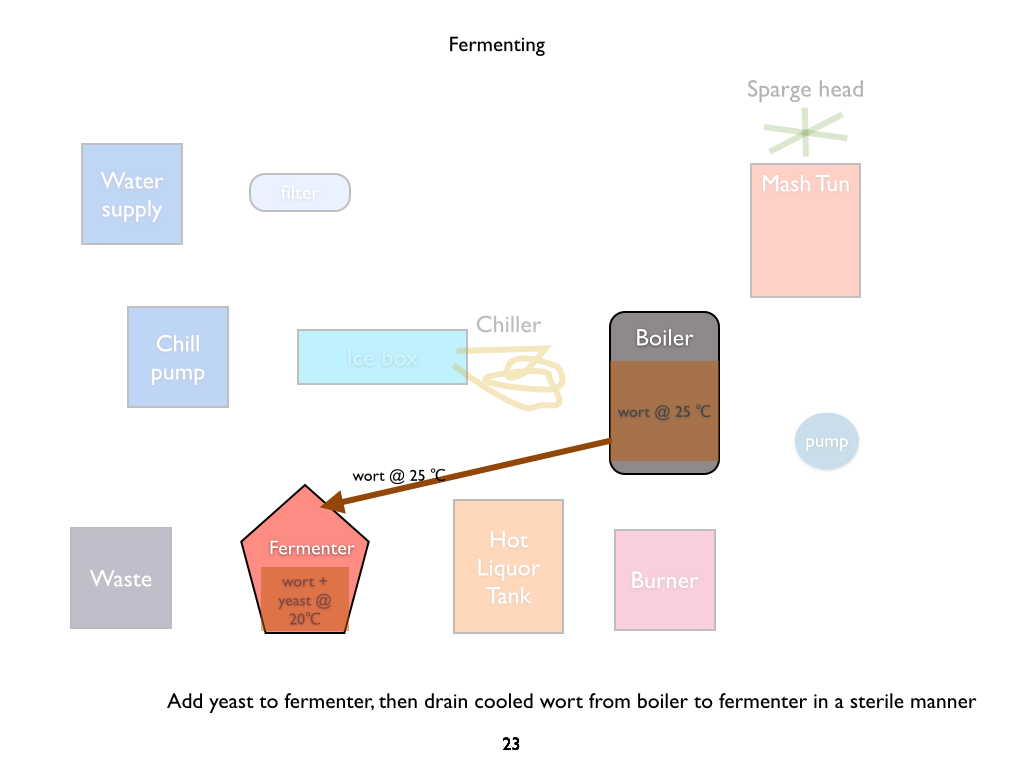 Fermenting
Sparge head
Water
supply
filter
Mash Tun
Chill
pump
Ice box
Chiller
Boiler
wort @ 25 °C
pump
wort @ 25 °C
Waste
Fermenter
wort +
yeast @
20°C
Hot
Liquor
Tank
Burner
Add yeast to fermenter, then drain cooled wort from boiler to fermenter in a sterile manner
23